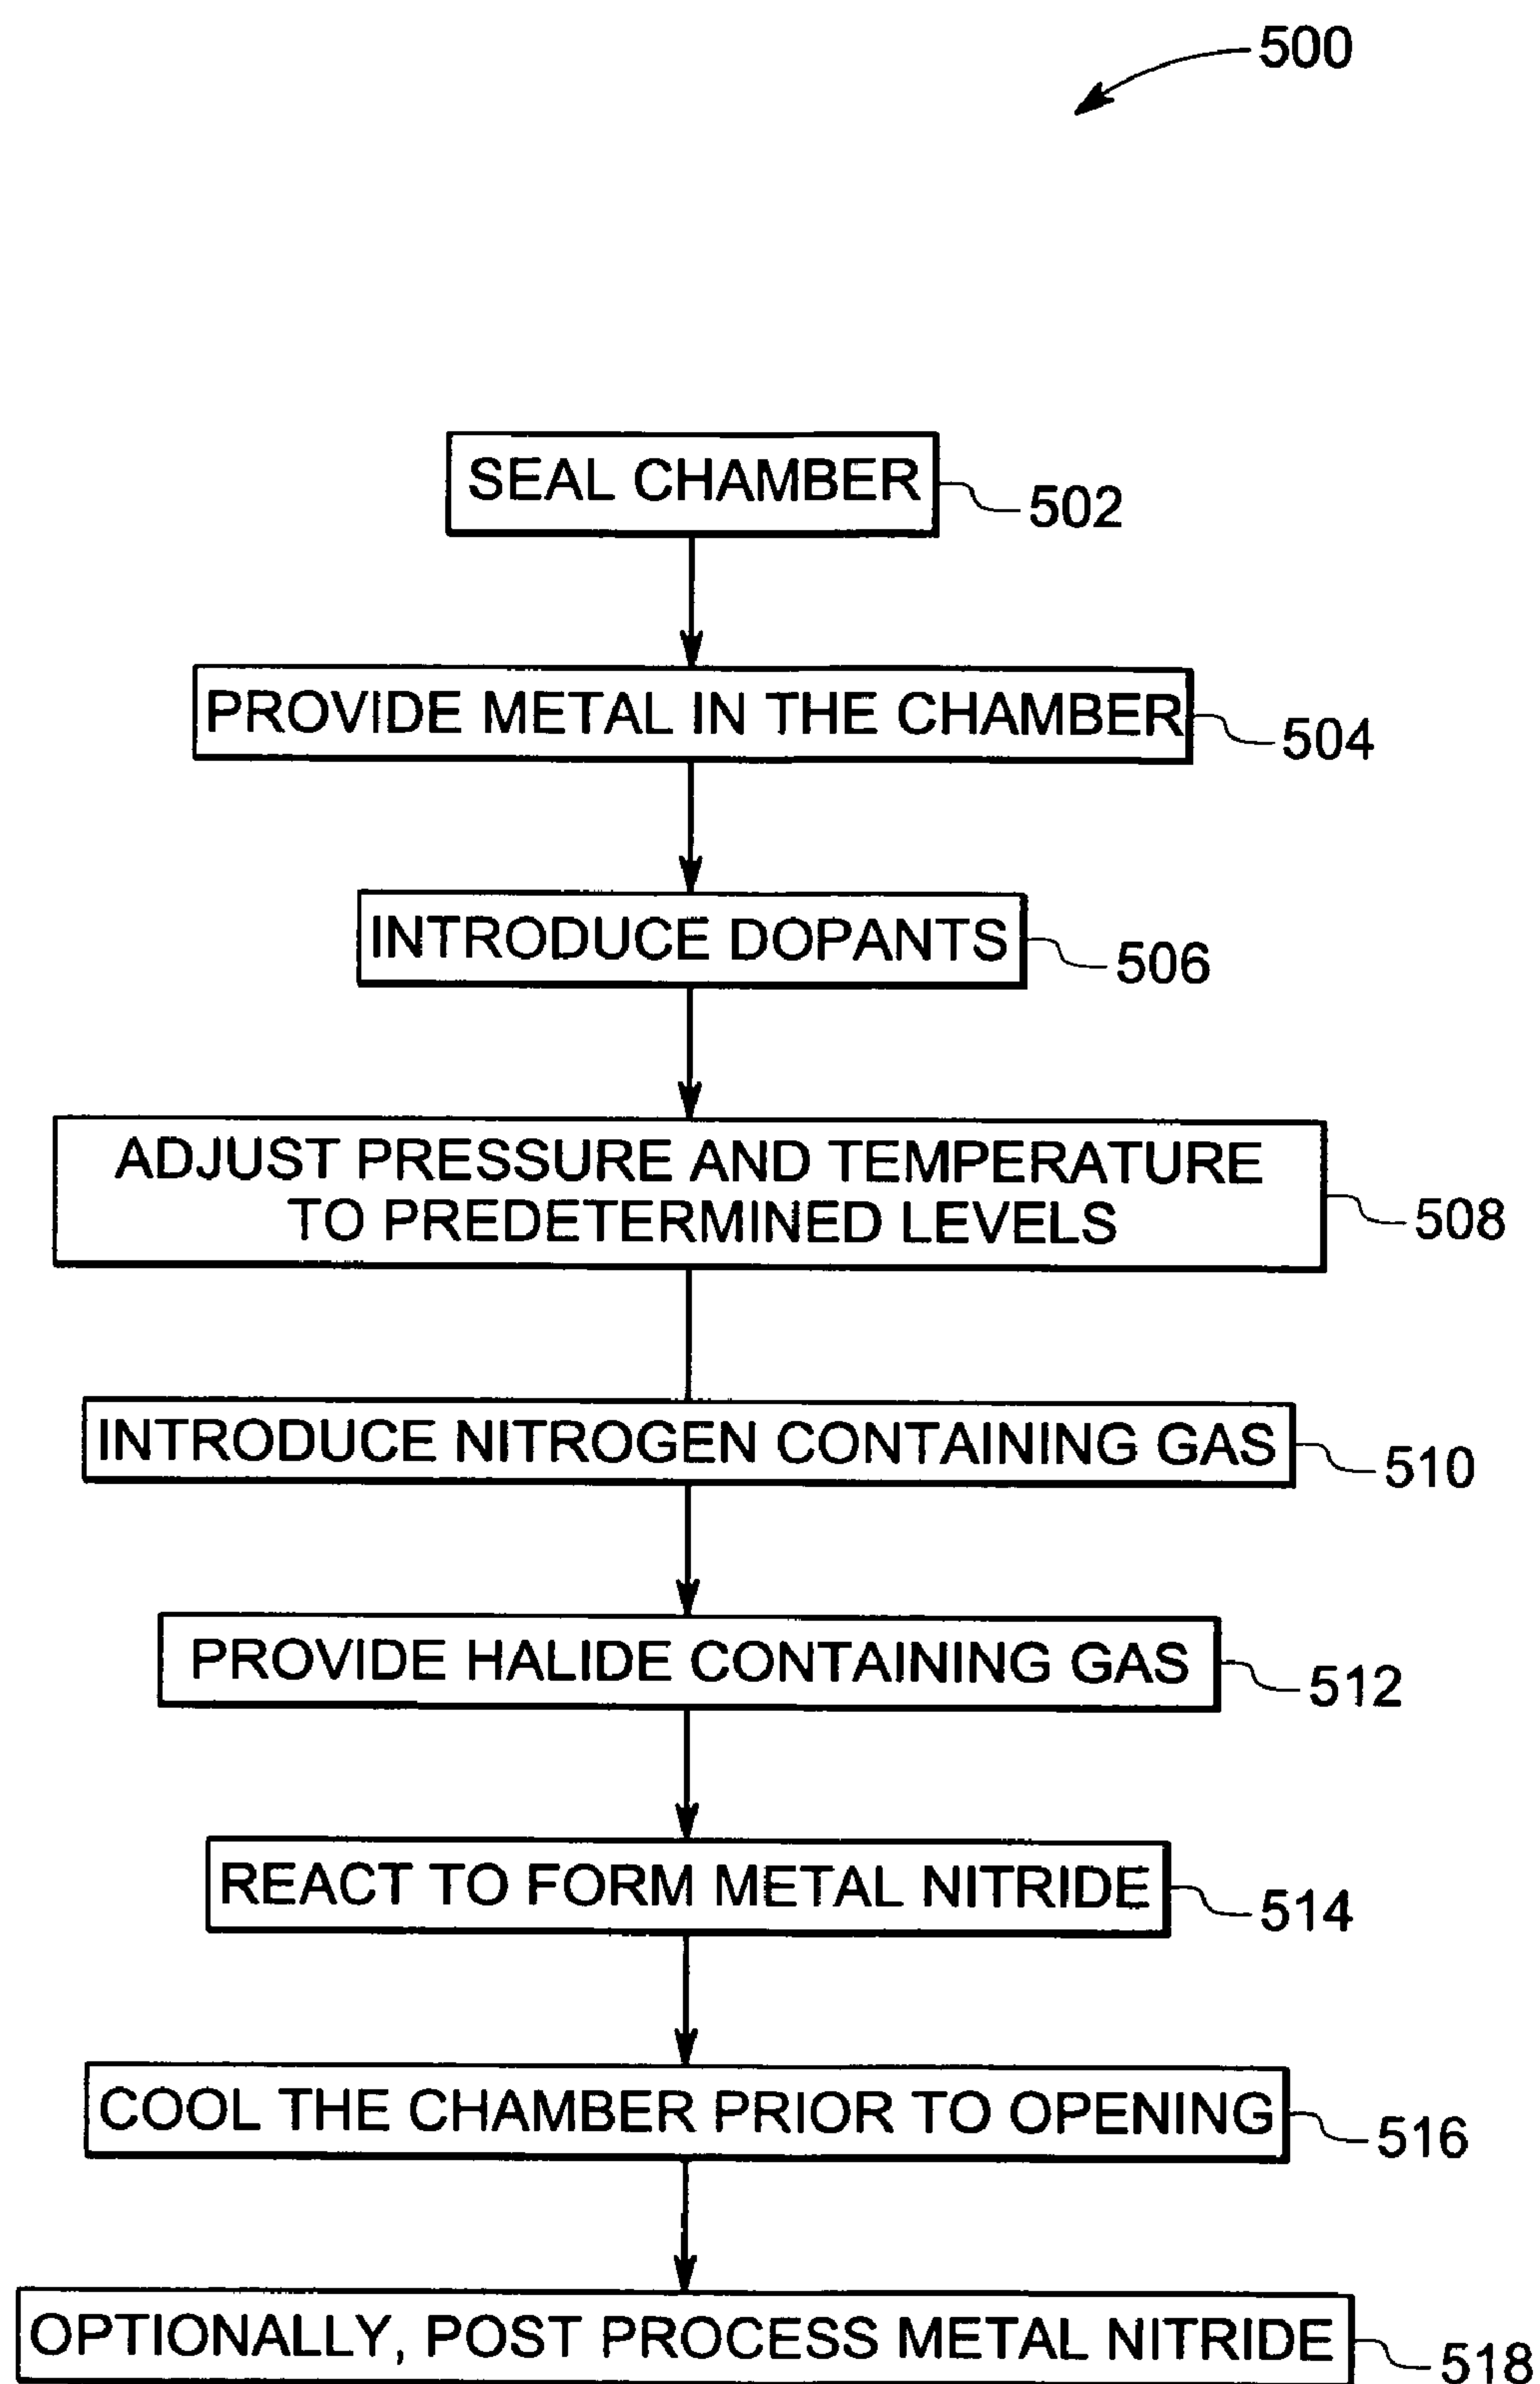 500
SEAL CHAMBER
502
PROVIDE METAL IN THE CHAMBER
504
INTRODUCE DOPANTS
506
ADJUST PRESSURE AND TEMPERATURE
TO PREDETERMINED LEVELS
508
INTRODUCE NITROGEN CONTAINING GAS
510
PROVIDE HALIDE CONTAINING GAS
512
REACT TO FORM METAL NITRIDE
514
COOL THE CHAMBER PRIOR TO OPENING
516
OPTIONALLY, POST PROCESS METAL NITRIDE
518